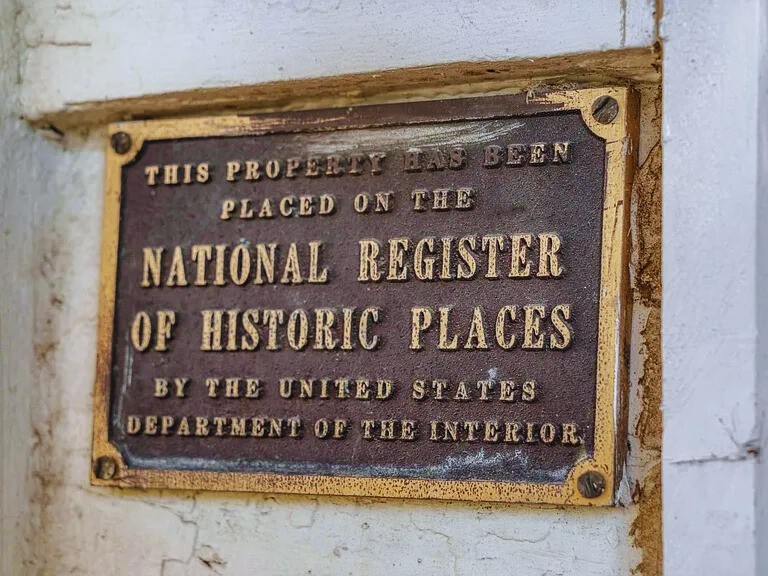 THIS PROPERTY HAS BEEN
PLACED ON THE
NATIONAL REGISTER
OF HISTORIC PLACES
BY THE UNITED STATES
DEPARTMENT OF THE INTERIOR